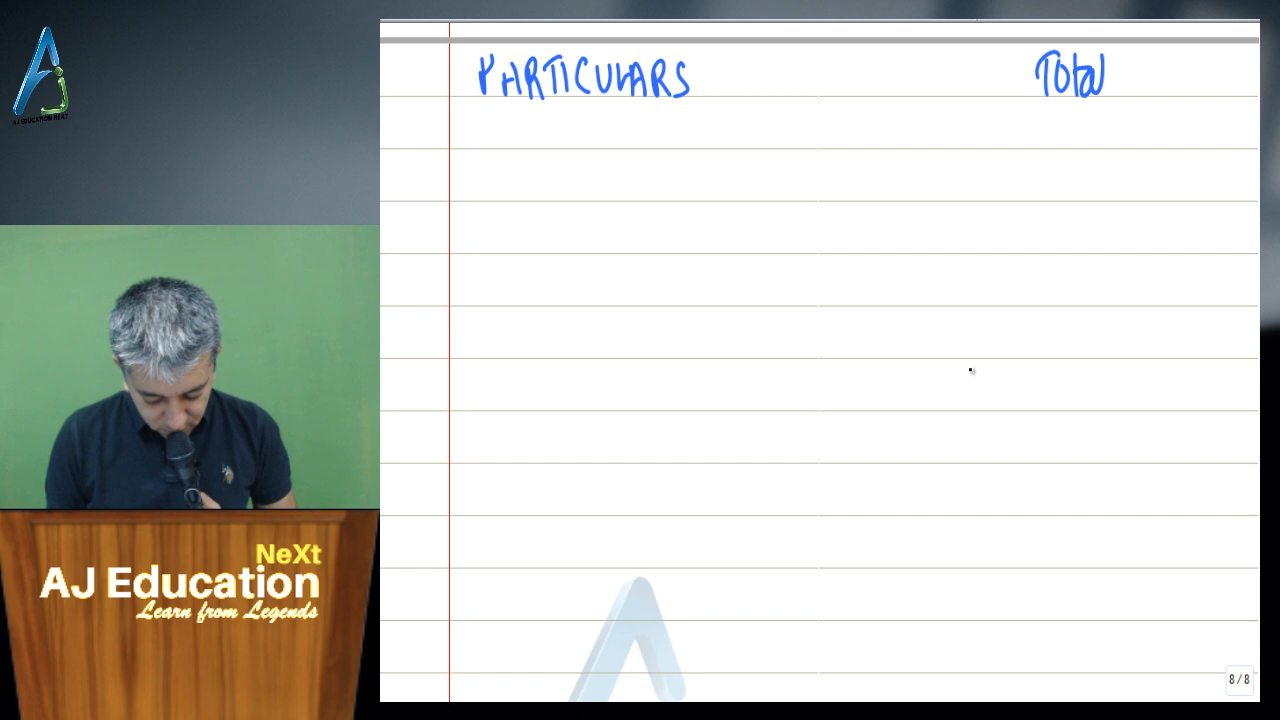 AJ EDUCATION NEXT
PARTICULARS Total
NeXt
AJ Education
Learn from Legends
8/8